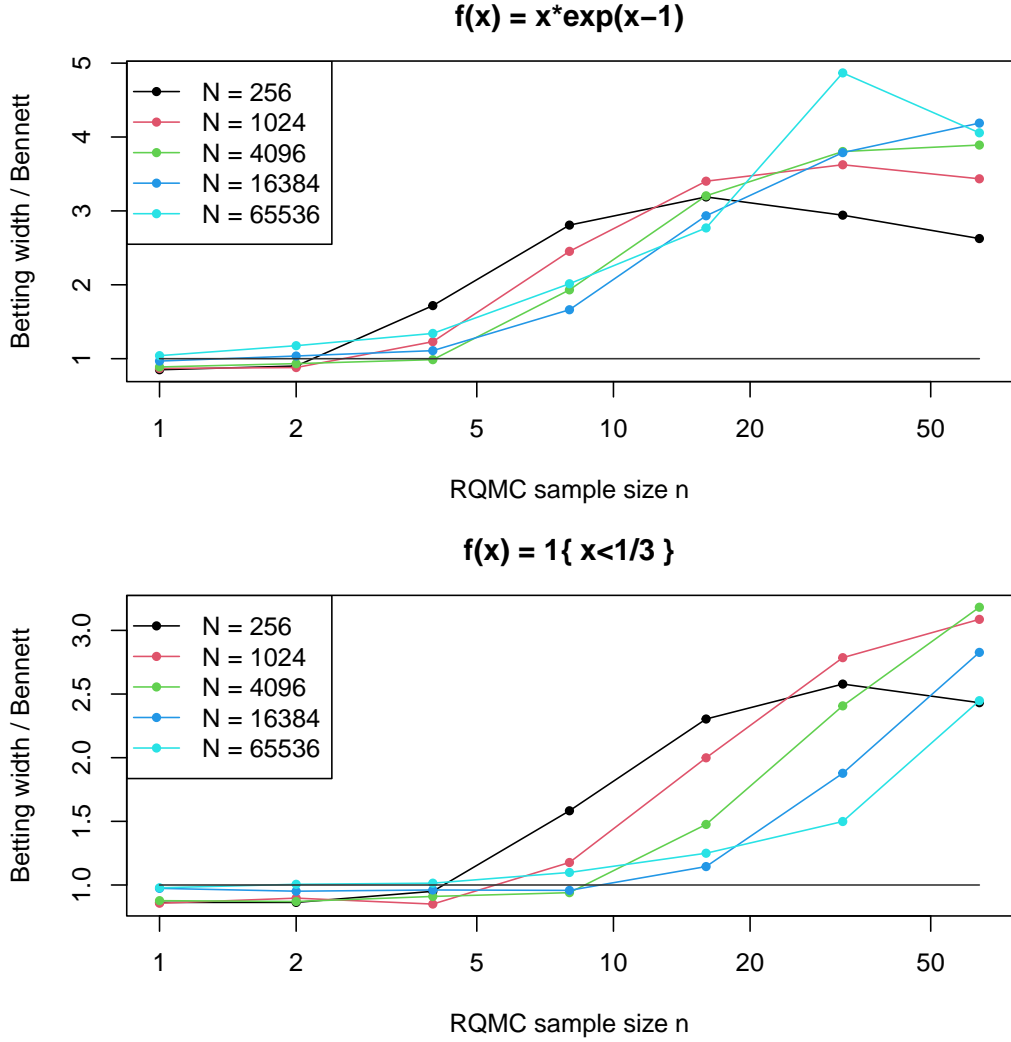 f(x) = x*exp(x−1)
Betting width / Bennett
5
4
3
2
1
N = 256
N = 1024
N = 4096
N = 16384
N = 65536
1 2 5 10 20 50
RQMC sample size n
f(x) = 1{ x<1/3 }
Betting width / Bennett
3.0
2.5
2.0
1.5
1.0
N = 256
N = 1024
N = 4096
N = 16384
N = 65536
1 2 5 10 20 50
RQMC sample size n